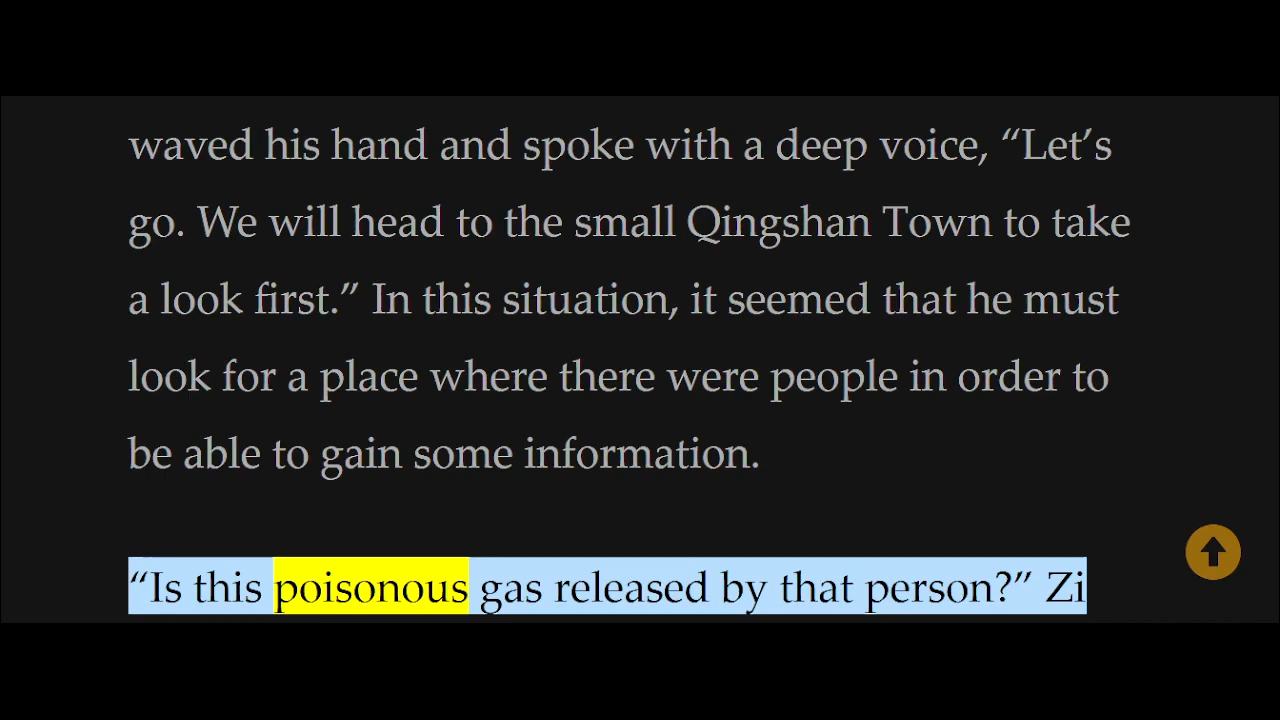 waved his hand and spoke with a deep voice, “Let’s
go. We will head to the small Qingshan Town to take
a look first.” In this situation, it seemed that he must
look for a place where there were people in order to
be able to gain some information.
“Is this poisonous gas released by that person?” Zi